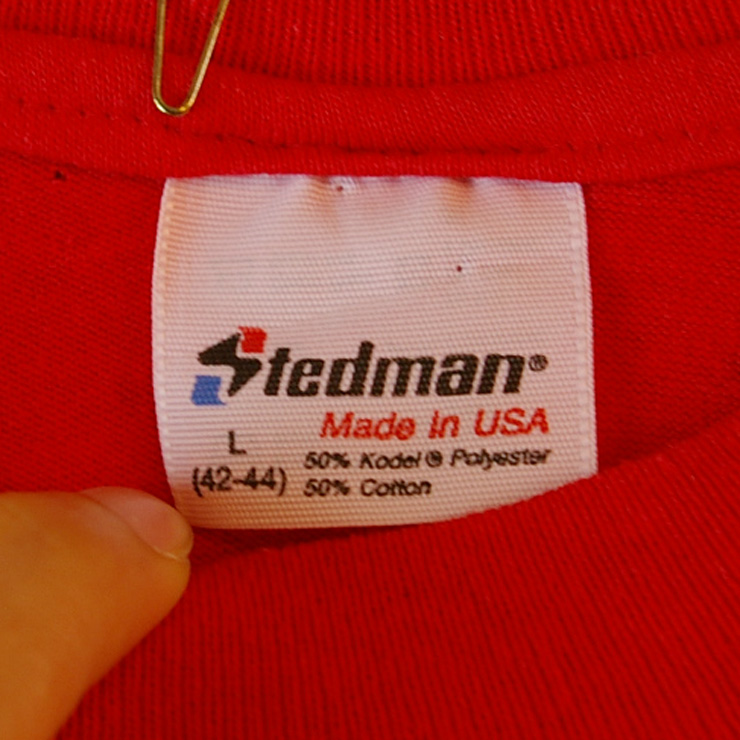 Stedman®
Made in USA
L
50% Kodel® Polyester
(42-44)
50% Cotton